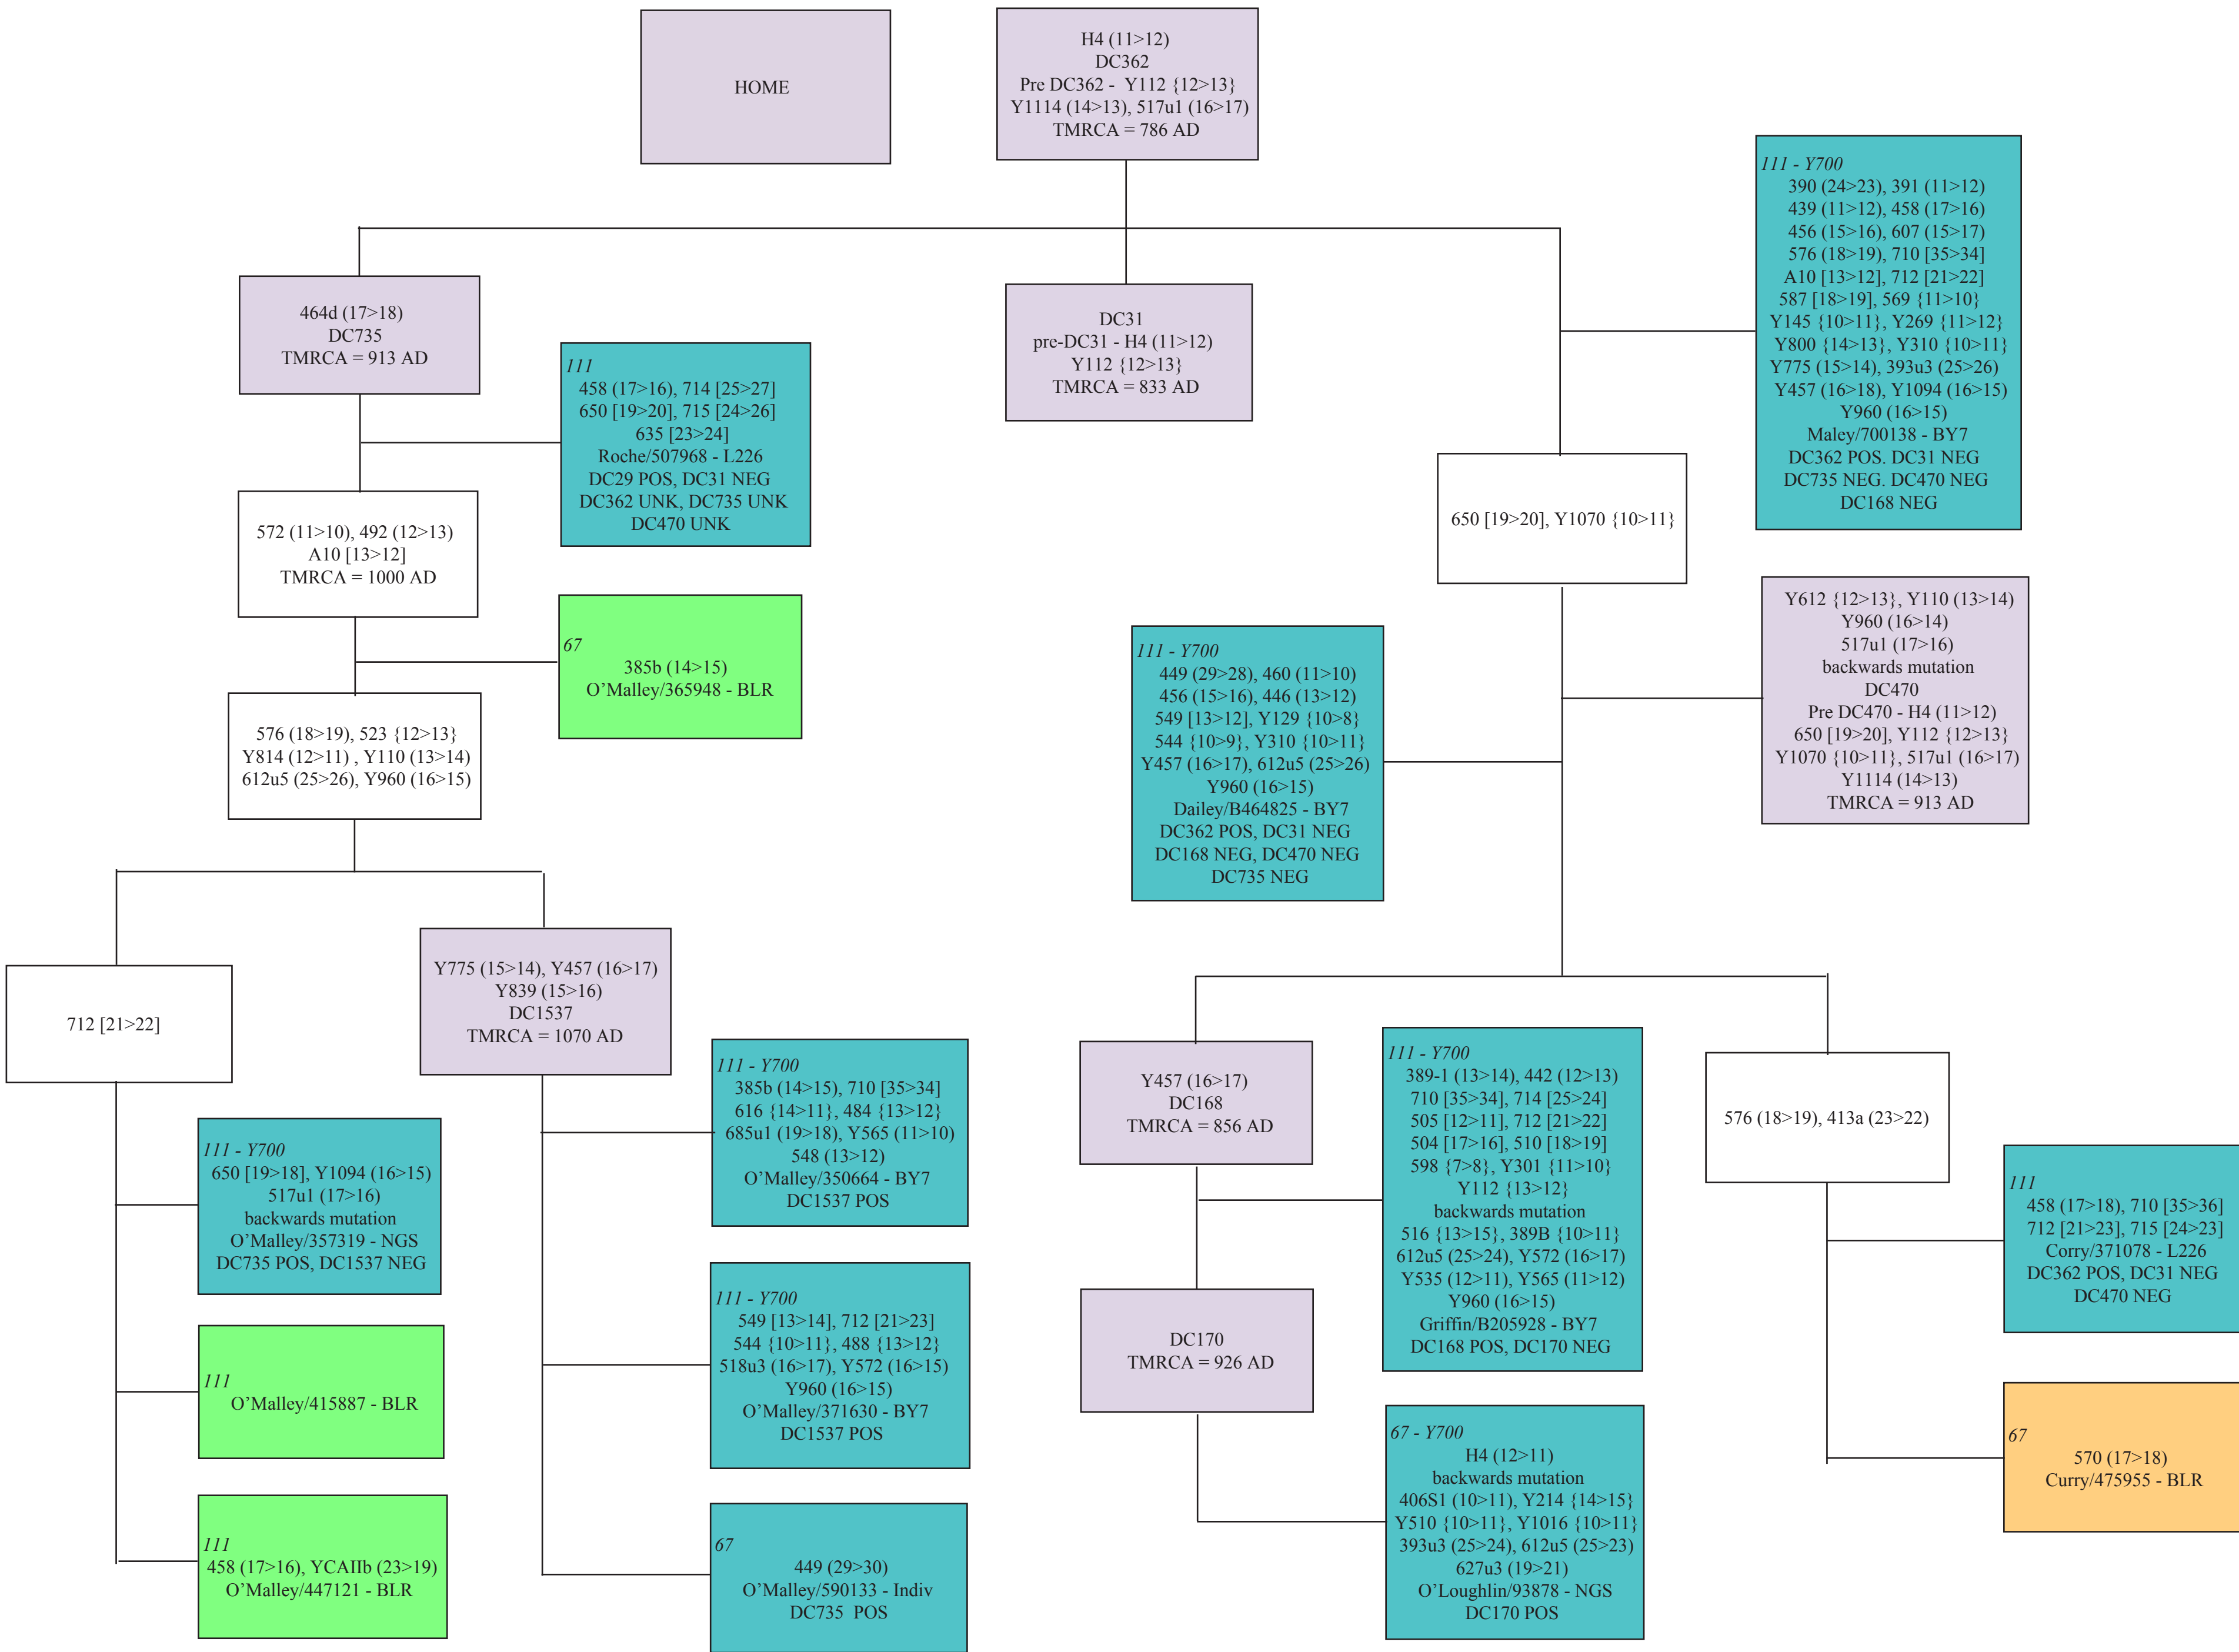 HOME
H4 (11>12)
DC362
Pre DC362 -  Y112 {12>13}
Y1114 (14>13), 517u1 (16>17)
TMRCA = 786 AD
111 - Y700
390 (24>23), 391 (11>12)
439 (11>12), 458 (17>16)
456 (15>16), 607 (15>17)
576 (18>19), 710 [35>34]
A10 [13>12], 712 [21>22]
587 [18>19], 569 {11>10}
Y145 {10>11}, Y269 {11>12}
Y800 {14>13}, Y310 {10>11}
Y775 (15>14), 393u3 (25>26)
Y457 (16>18), Y1094 (16>15)
Y960 (16>15)
Maley/700138 - BY7
DC362 POS. DC31 NEG
DC735 NEG. DC470 NEG
DC168 NEG
464d (17>18)
DC735
TMRCA = 913 AD
DC31
pre-DC31 - H4 (11>12)
Y112 {12>13}
TMRCA = 833 AD
111
458 (17>16), 714 [25>27]
650 [19>20], 715 [24>26]
635 [23>24]
Roche/507968 - L226
DC29 POS, DC31 NEG
DC362 UNK, DC735 UNK
DC470 UNK
650 [19>20], Y1070 {10>11}
572 (11>10), 492 (12>13)
A10 [13>12]
TMRCA = 1000 AD
67
385b (14>15)
O’Malley/365948 - BLR
Y612 {12>13}, Y110 (13>14)
Y960 (16>14)
517u1 (17>16)
backwards mutation
DC470
Pre DC470 - H4 (11>12)
650 [19>20], Y112 {12>13}
Y1070 {10>11}, 517u1 (16>17)
Y1114 (14>13)
TMRCA = 913 AD
111 - Y700
449 (29>28), 460 (11>10)
456 (15>16), 446 (13>12)
549 [13>12], Y129 {10>8}
544 {10>9}, Y310 {10>11}
Y457 (16>17), 612u5 (25>26)
Y960 (16>15)
Dailey/B464825 - BY7
DC362 POS, DC31 NEG
DC168 NEG, DC470 NEG
DC735 NEG
576 (18>19), 523 {12>13}
Y814 (12>11) , Y110 (13>14)
612u5 (25>26), Y960 (16>15)
712 [21>22]
Y775 (15>14), Y457 (16>17)
Y839 (15>16)
DC1537
TMRCA = 1070 AD
111 - Y700
385b (14>15), 710 [35>34]
616 {14>11}, 484 {13>12}
685u1 (19>18), Y565 (11>10)
548 (13>12)
O’Malley/350664 - BY7
DC1537 POS
Y457 (16>17)
DC168
TMRCA = 856 AD
111 - Y700
389-1 (13>14), 442 (12>13)
710 [35>34], 714 [25>24]
505 [12>11], 712 [21>22]
504 [17>16], 510 [18>19]
598 {7>8}, Y301 {11>10}
Y112 {13>12}
backwards mutation
516 {13>15}, 389B {10>11}
612u5 (25>24), Y572 (16>17)
Y535 (12>11), Y565 (11>12)
Y960 (16>15)
Griffin/B205928 - BY7
DC168 POS, DC170 NEG
576 (18>19), 413a (23>22)
111 - Y700
650 [19>18], Y1094 (16>15)
517u1 (17>16)
backwards mutation
O’Malley/357319 - NGS
DC735 POS, DC1537 NEG
111
458 (17>18), 710 [35>36]
712 [21>23], 715 [24>23]
Corry/371078 - L226
DC362 POS, DC31 NEG
DC470 NEG
111 - Y700
549 [13>14], 712 [21>23]
544 {10>11}, 488 {13>12}
518u3 (16>17), Y572 (16>15)
Y960 (16>15)
O’Malley/371630 - BY7
DC1537 POS
DC170
TMRCA = 926 AD
111
O’Malley/415887 - BLR
67 - Y700
H4 (12>11)
backwards mutation
406S1 (10>11), Y214 {14>15}
Y510 {10>11}, Y1016 {10>11}
393u3 (25>24), 612u5 (25>23)
627u3 (19>21)
O’Loughlin/93878 - NGS
DC170 POS
67
570 (17>18)
Curry/475955 - BLR
111
458 (17>16), YCAIIb (23>19)
O’Malley/447121 - BLR
67
449 (29>30)
O’Malley/590133 - Indiv
DC735  POS